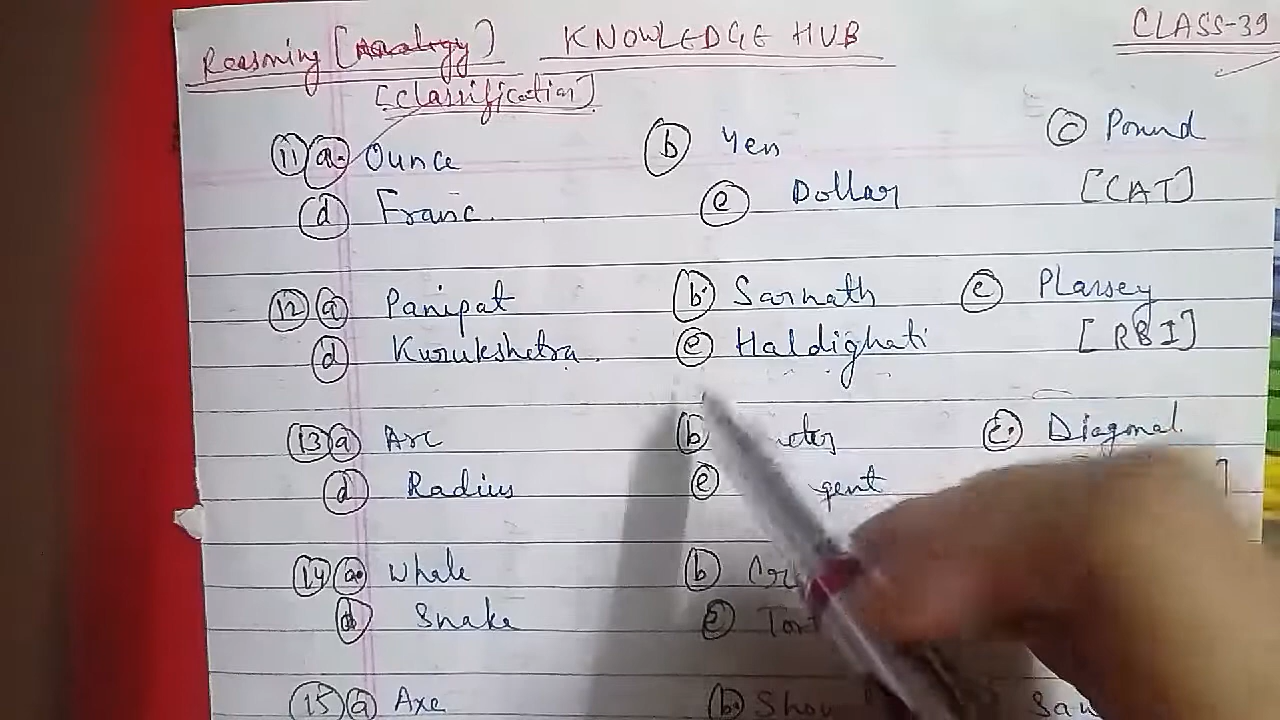 Reasoning [Analogy] KNOWLEDGE HUB CLASS-39
[Classification]
11 a. Ounce b Yen c Pound
d Franc. e Dollar [CAT]
12 a Panipat b. Sarnath c Plassey
d Kurukshetra. e Haldighati [RBI]
13 a Arc b c. Diagonal.
d Radius e gent ]
14 a. Whale b
d Snake e
15 a Axe b.